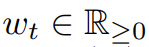 w_t ∈ ℝ_{≥0}